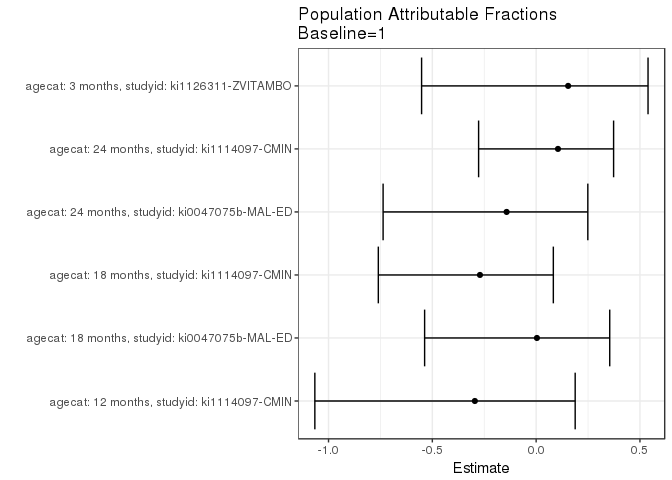 Population Attributable Fractions
Baseline=1
agecat: 3 months, studyid: ki1126311-ZVITAMBO
agecat: 24 months, studyid: ki1114097-CMIN
agecat: 24 months, studyid: ki0047075b-MAL-ED
agecat: 18 months, studyid: ki1114097-CMIN
agecat: 18 months, studyid: ki0047075b-MAL-ED
agecat: 12 months, studyid: ki1114097-CMIN
-1.0 -0.5 0.0 0.5
Estimate